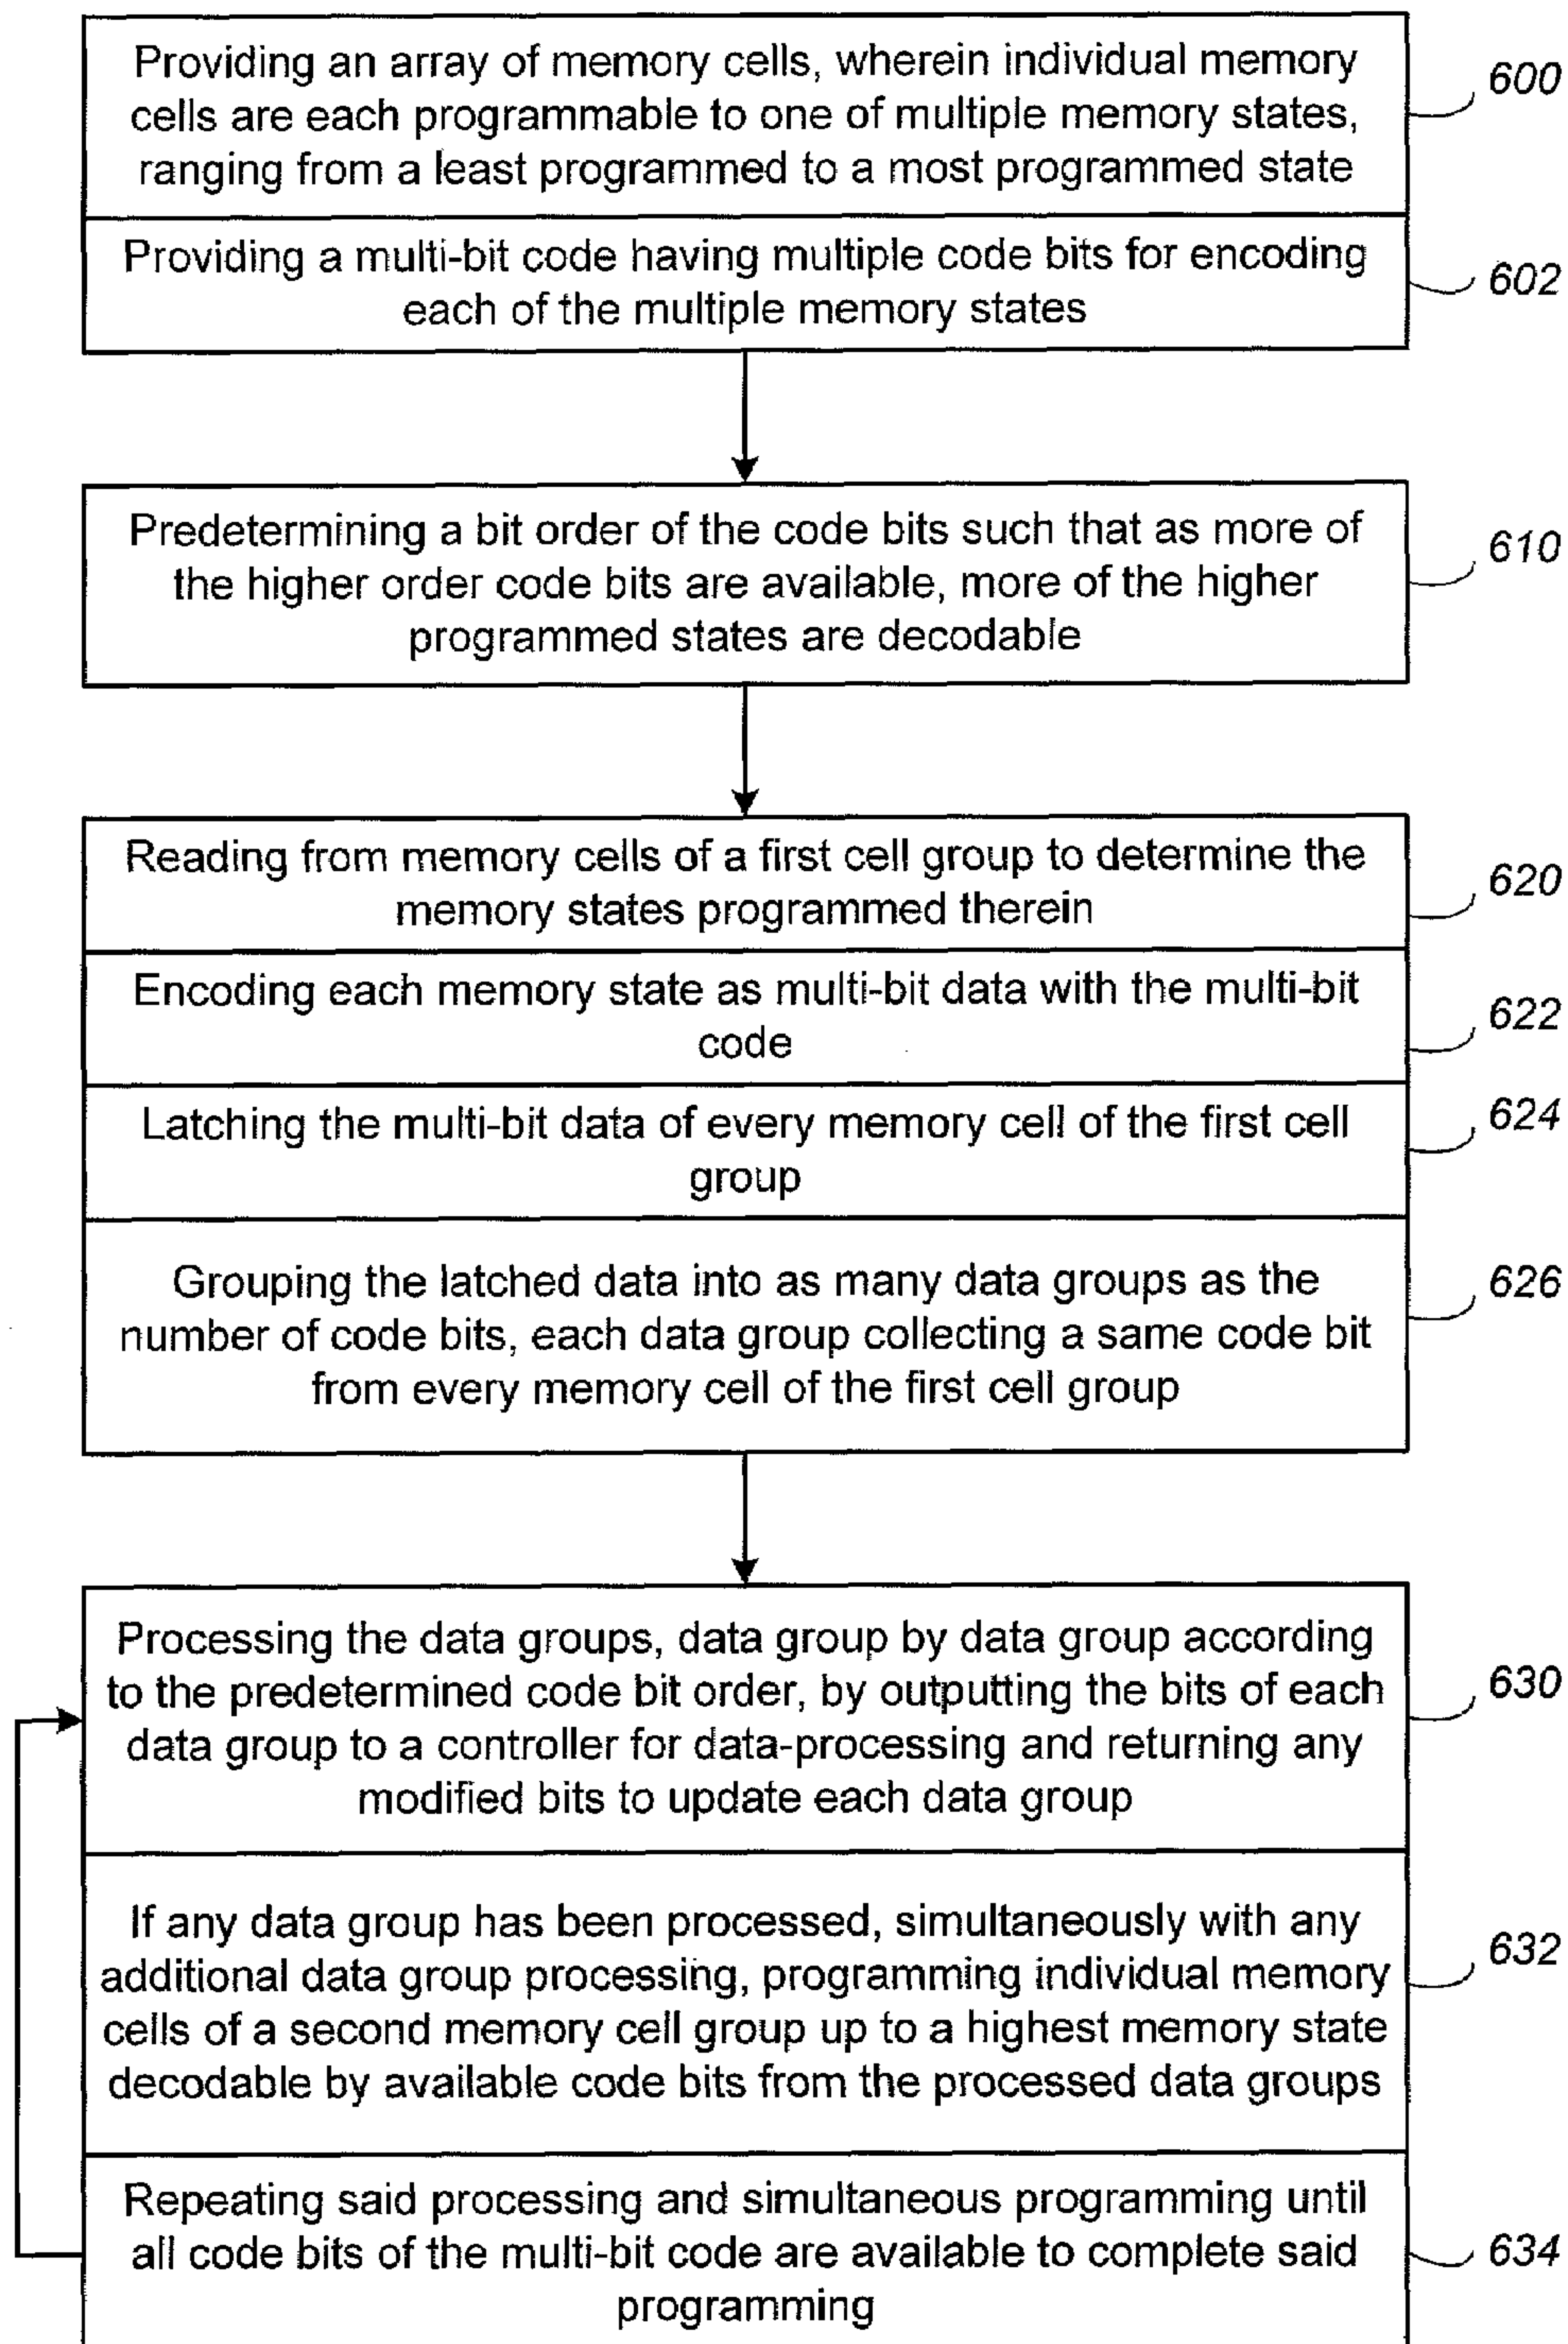 Providing an array of memory cells, wherein individual memory
cells are each programmable to one of multiple memory states,
ranging from a least programmed to a most programmed state
600
Providing a multi-bit code having multiple code bits for encoding
each of the multiple memory states
602
Predetermining a bit order of the code bits such that as more of
the higher order code bits are available, more of the higher
programmed states are decodable
610
Reading from memory cells of a first cell group to determine the
memory states programmed therein
620
Encoding each memory state as multi-bit data with the multi-bit
code
622
Latching the multi-bit data of every memory cell of the first cell
group
624
Grouping the latched data into as many data groups as the
number of code bits, each data group collecting a same code bit
from every memory cell of the first cell group
626
Processing the data groups, data group by data group according
to the predetermined code bit order, by outputting the bits of each
data group to a controller for data-processing and returning any
modified bits to update each data group
630
If any data group has been processed, simultaneously with any
additional data group processing, programming individual memory
cells of a second memory cell group up to a highest memory state
decodable by available code bits from the processed data groups
632
Repeating said processing and simultaneous programming until
all code bits of the multi-bit code are available to complete said
programming
634